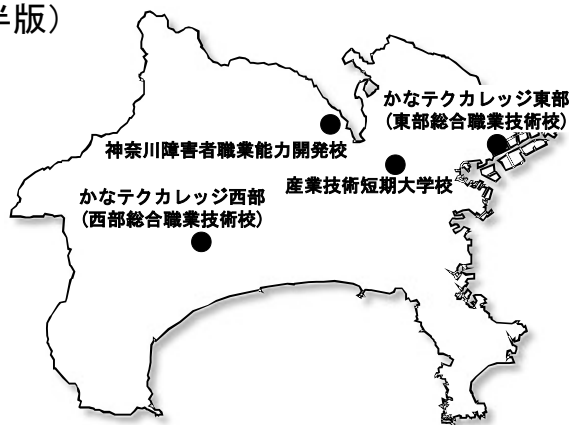 半版）
かなテクカレッジ東部
（東部総合職業技術校）
神奈川障害者職業能力開発校
産業技術短期大学校
かなテクカレッジ西部
（西部総合職業技術校）